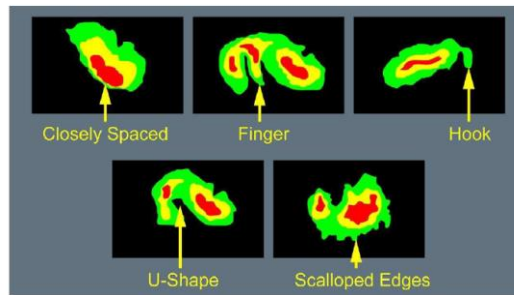 Closely Spaced
Finger
Hook
U-Shape
Scalloped Edges